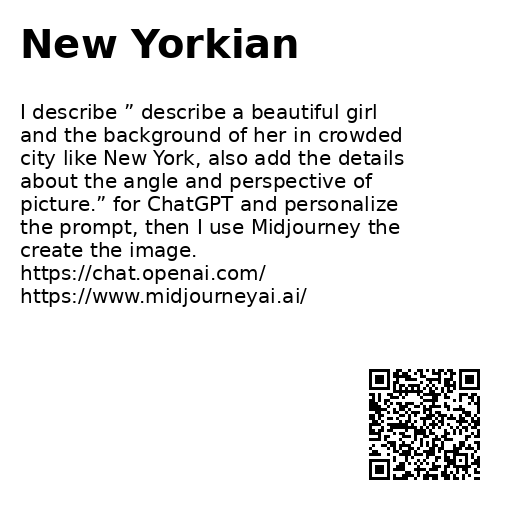 New Yorkian
I describe ” describe a beautiful girl
and the background of her in crowded
city like New York, also add the details
about the angle and perspective of
picture.” for ChatGPT and personalize
the prompt, then I use Midjourney the
create the image.
https://chat.openai.com/
https://www.midjourneyai.ai/